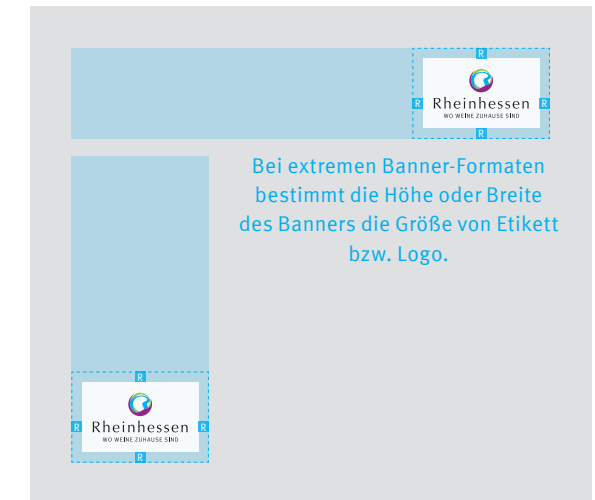 R
R Rheinhessen R
WO WEINE ZUHAUSE SIND
R
Bei extremen Banner-Formaten
bestimmt die Höhe oder Breite
des Banners die Größe von Etikett
bzw. Logo.
R
R Rheinhessen R
WO WEINE ZUHAUSE SIND
R